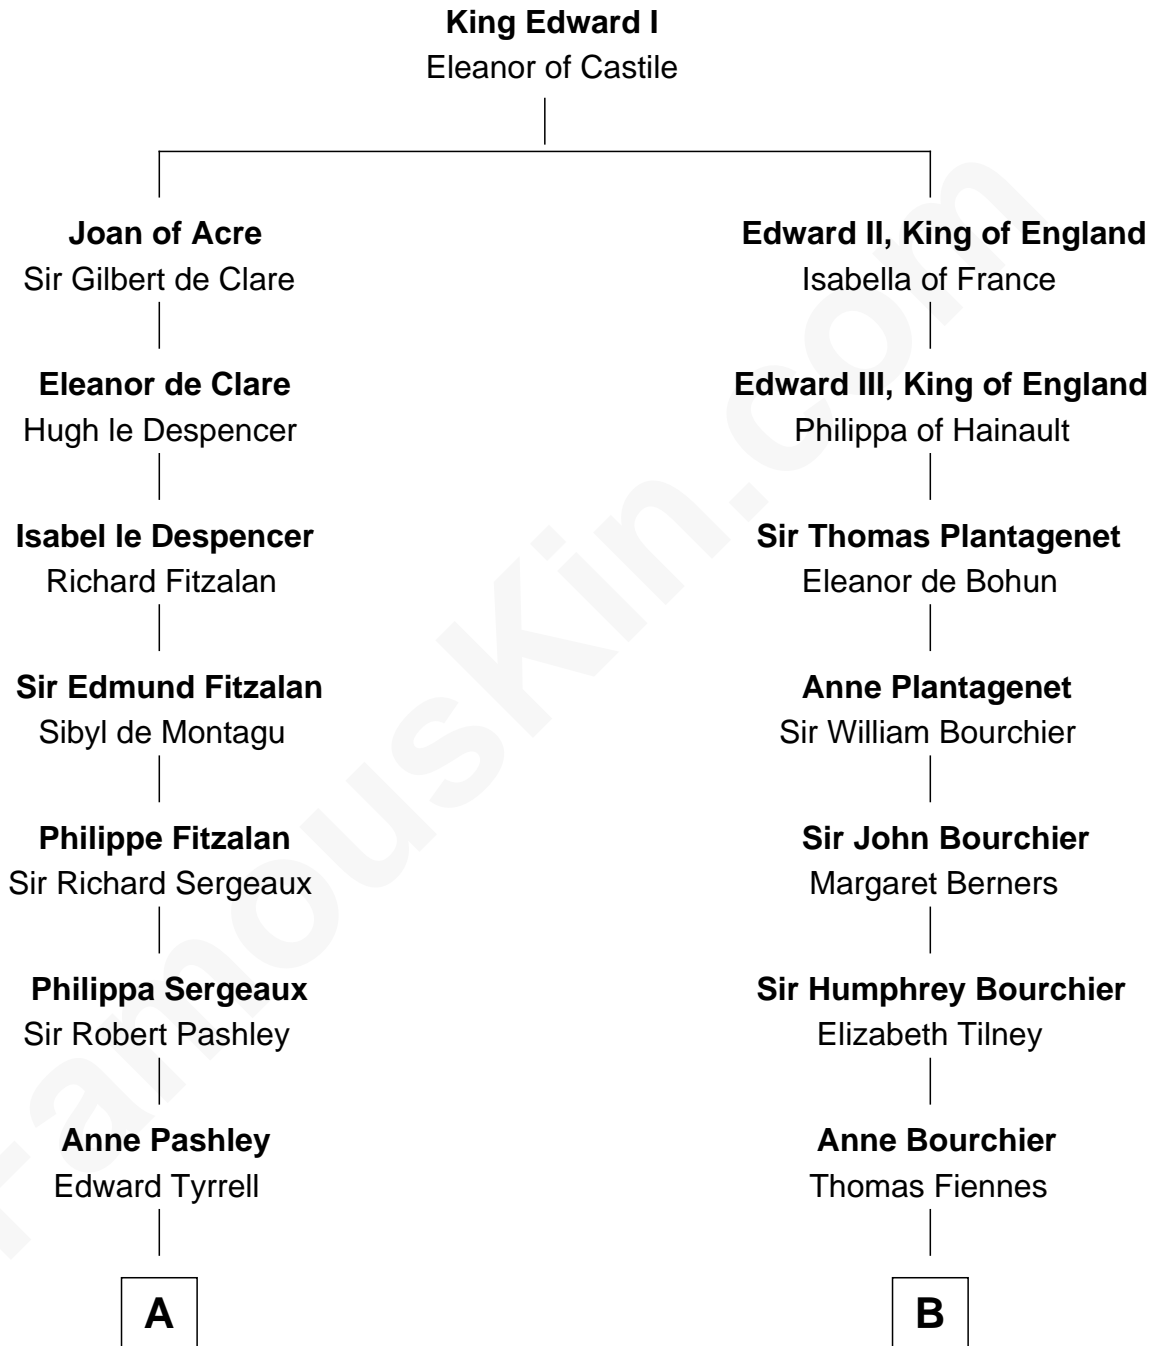 King Edward I
Eleanor of Castile
Joan of Acre
Sir Gilbert de Clare
Edward II, King of England
Isabella of France
Eleanor de Clare
Hugh le Despencer
Edward III, King of England
Philippa of Hainault
Isabel le Despencer
Richard Fitzalan
Sir Thomas Plantagenet
Eleanor de Bohun
Sir Edmund Fitzalan
Sibyl de Montagu
Anne Plantagenet
Sir William Bourchier
Philippe Fitzalan
Sir Richard Sergeaux
Sir John Bourchier
Margaret Berners
Philippa Sergeaux
Sir Robert Pashley
Sir Humphrey Bourchier
Elizabeth Tilney
Anne Pashley
Edward Tyrrell
Anne Bourchier
Thomas Fiennes
A
B
FamousKin.com